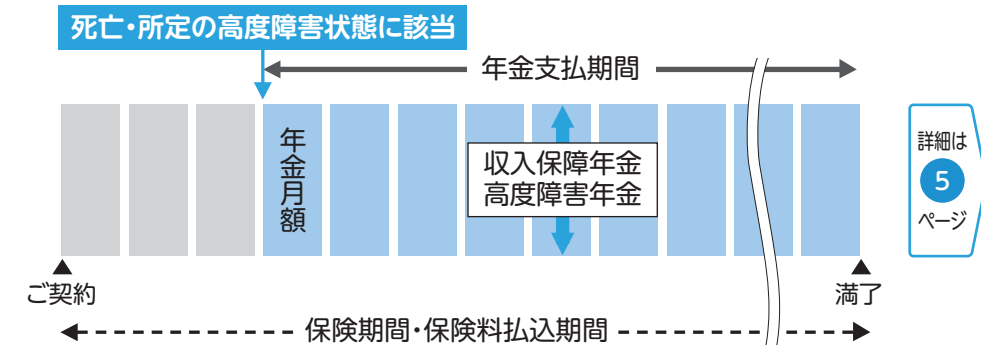 死亡・所定の高度障害状態に該当
年金支払期間
年金月額
収入保障年金
高度障害年金
詳細は
5
ページ
ご契約
満了
保険期間・保険料払込期間